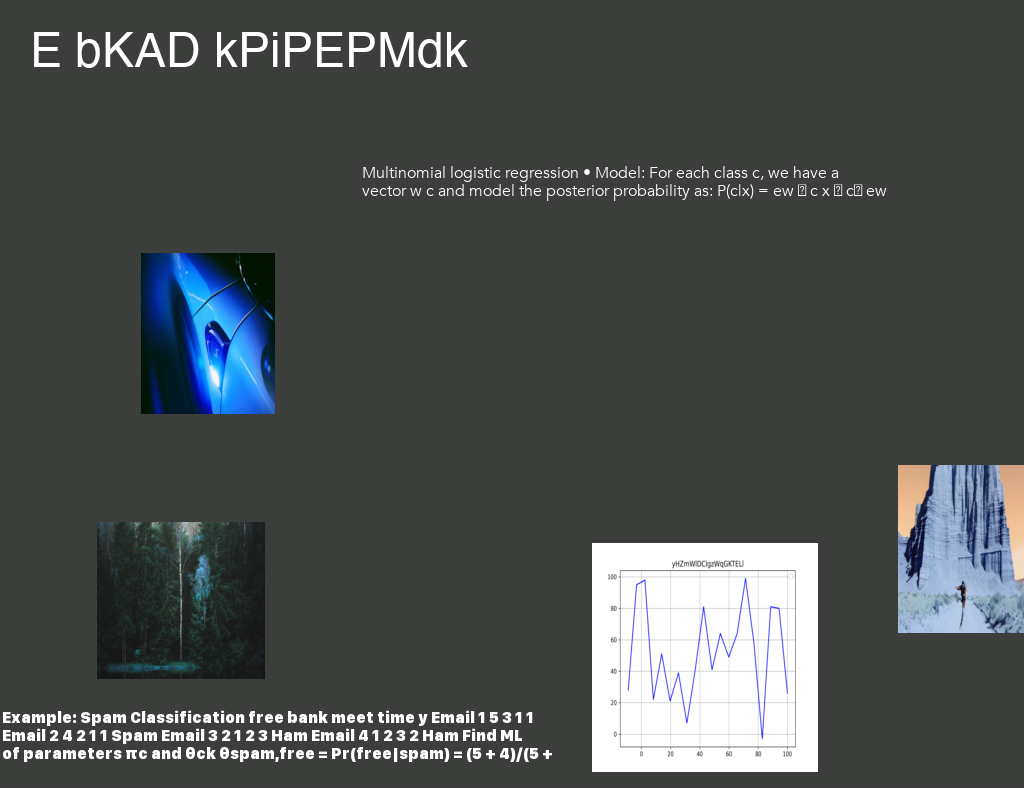 E bKAD kPiPEPMdk
Multinomial logistic regression • Model: For each class c, we have a
vector w c and model the posterior probability as: P(c|x) = ew c x c ew
yHZmWlDClgzWqGKTELl
100
80
60
40
20
0
0 20 40 60 80 100
Example: Spam Classification free bank meet time y Email 1 5 3 1 1
Email 2 4 2 1 1 Spam Email 3 2 1 2 3 Ham Email 4 1 2 3 2 Ham Find ML
of parameters πc and θck θspam,free = Pr(free|spam) = (5 + 4)/(5 +